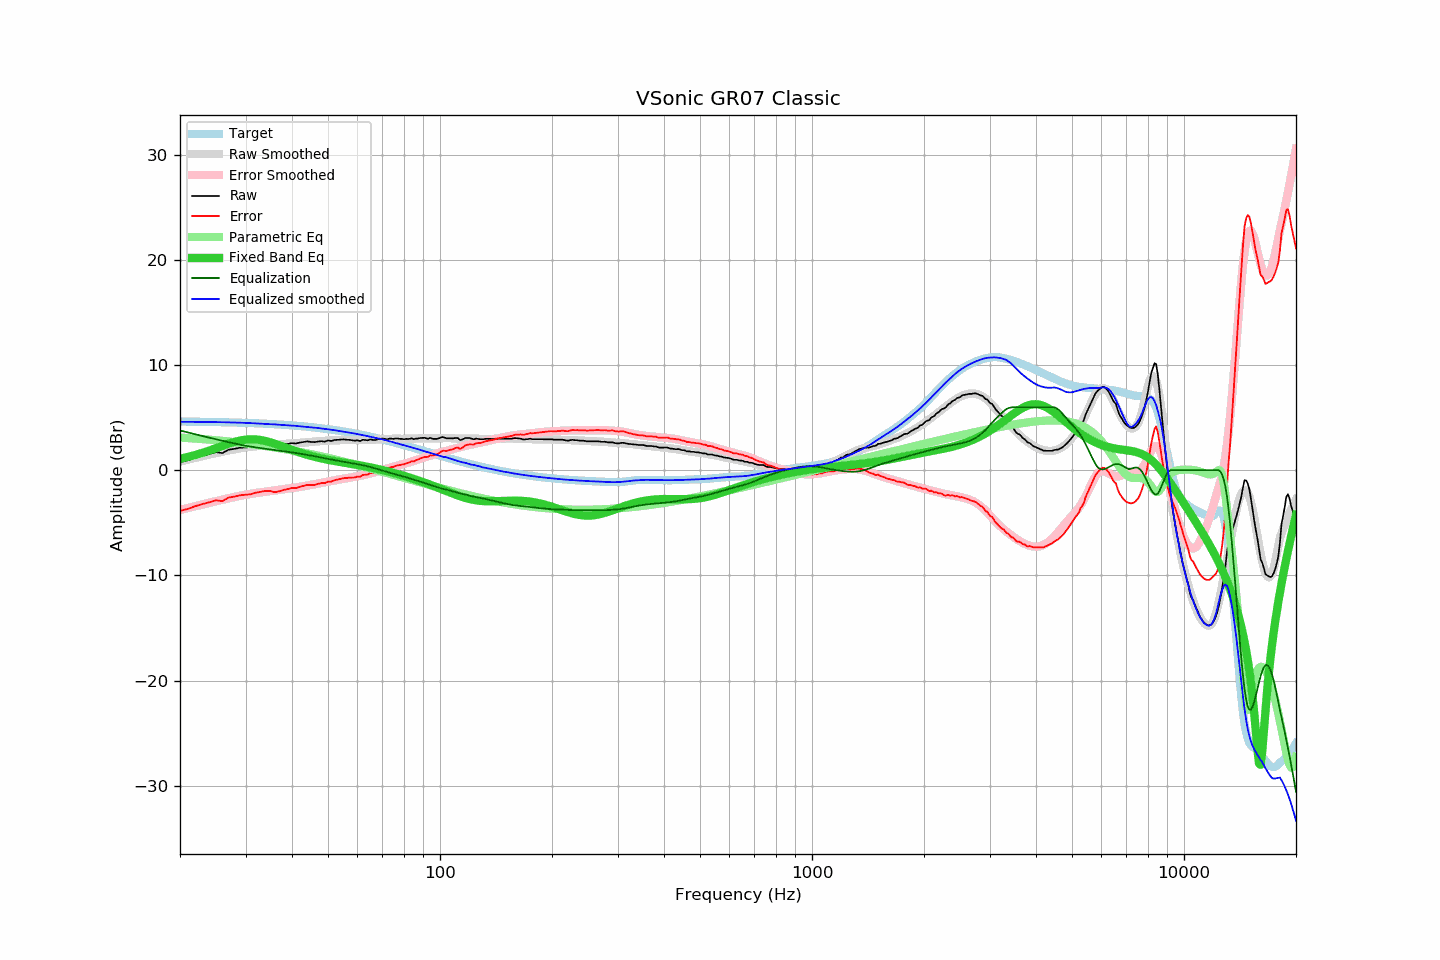 VSonic GR07 Classic
Target
Raw Smoothed
Error Smoothed
Raw
Error
Parametric Eq
Fixed Band Eq
Equalization
Equalized smoothed
30
20
10
0
−10
−20
−30
Amplitude (dBr)
100
1000
10000
Frequency (Hz)